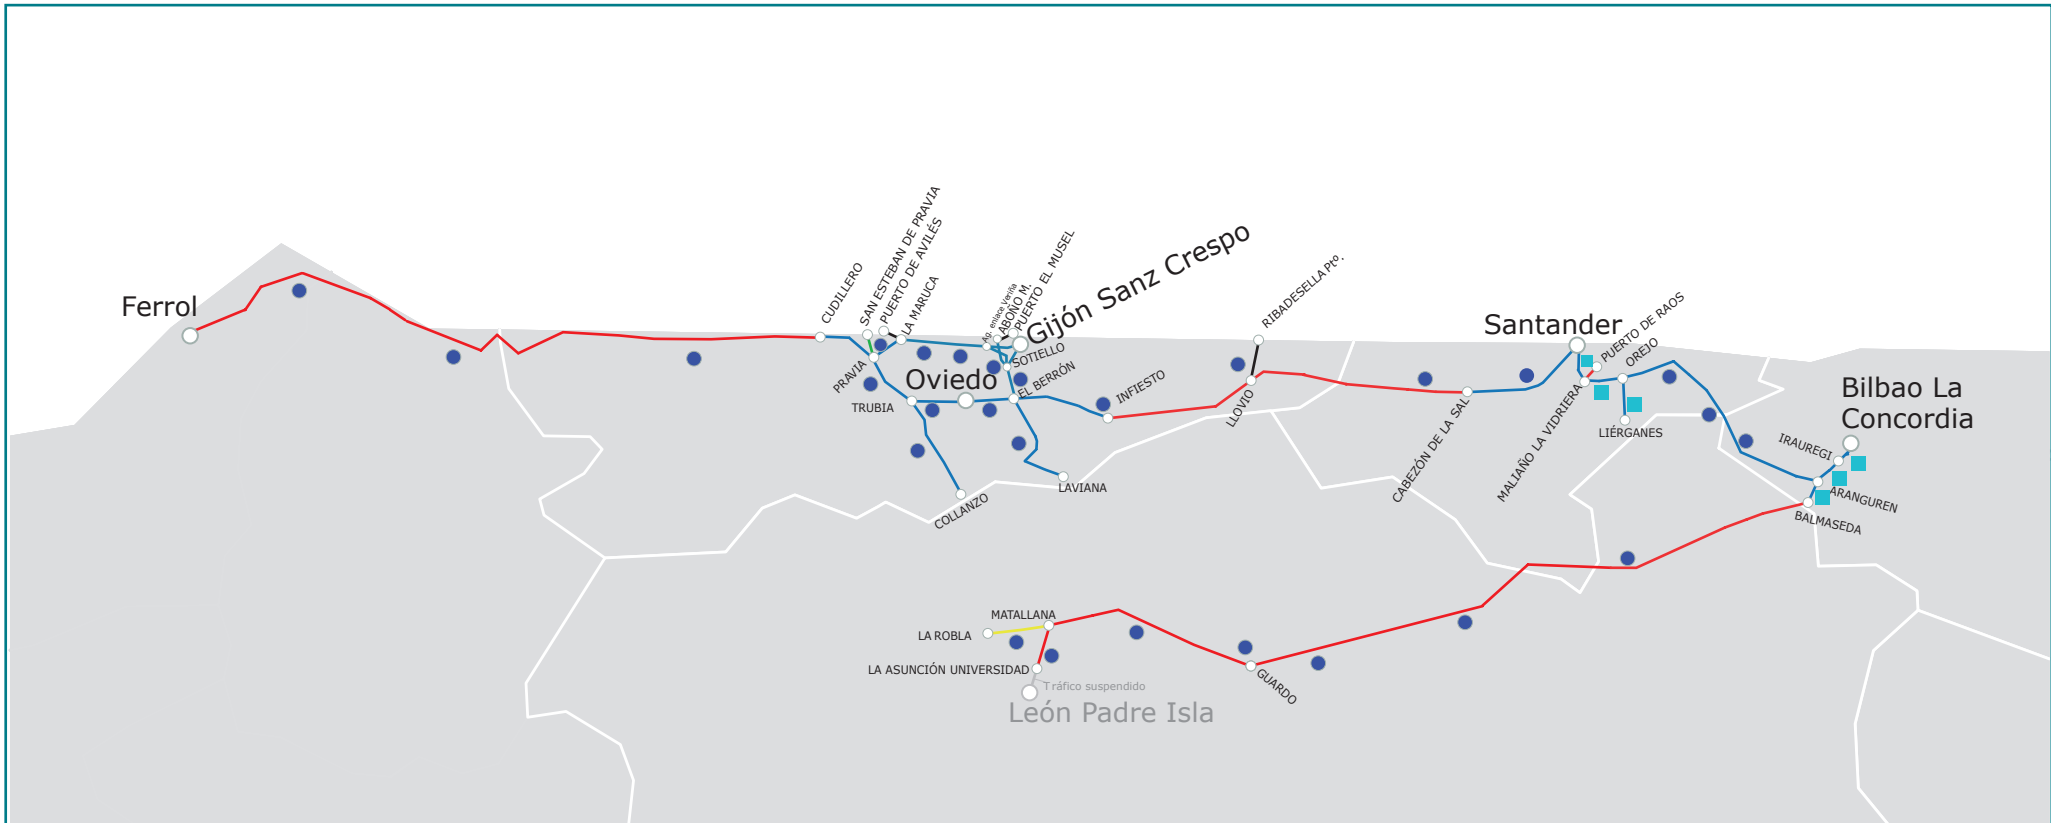 Ferrol
CUDILLERO
SAN ESTEBAN DE PRAVIA
PUERTO DE AVILÉS
LA MARUCA
Ag. enlace Veriña
ABOÑO M.
PUERTO EL MUSEL
Gijón Sanz Crespo
SOTIELLO
PRAVIA
Oviedo
EL BERRÓN
TRUBIA
INFIESTO
COLLANZO
LAVIANA
RIBADESELLA Pto.
LLOVIO
Santander
PUERTO DE RAOS
OREJO
CABEZÓN DE LA SAL
MALIAÑO LA VIDRIERA
LIÉRGANES
Bilbao La
Concordia
IRAUREGI
ARANGUREN
BALMASEDA
MATALLANA
LA ROBLA
LA ASUNCIÓN UNIVERSIDAD
Tráfico suspendido
León Padre Isla
GUARDO